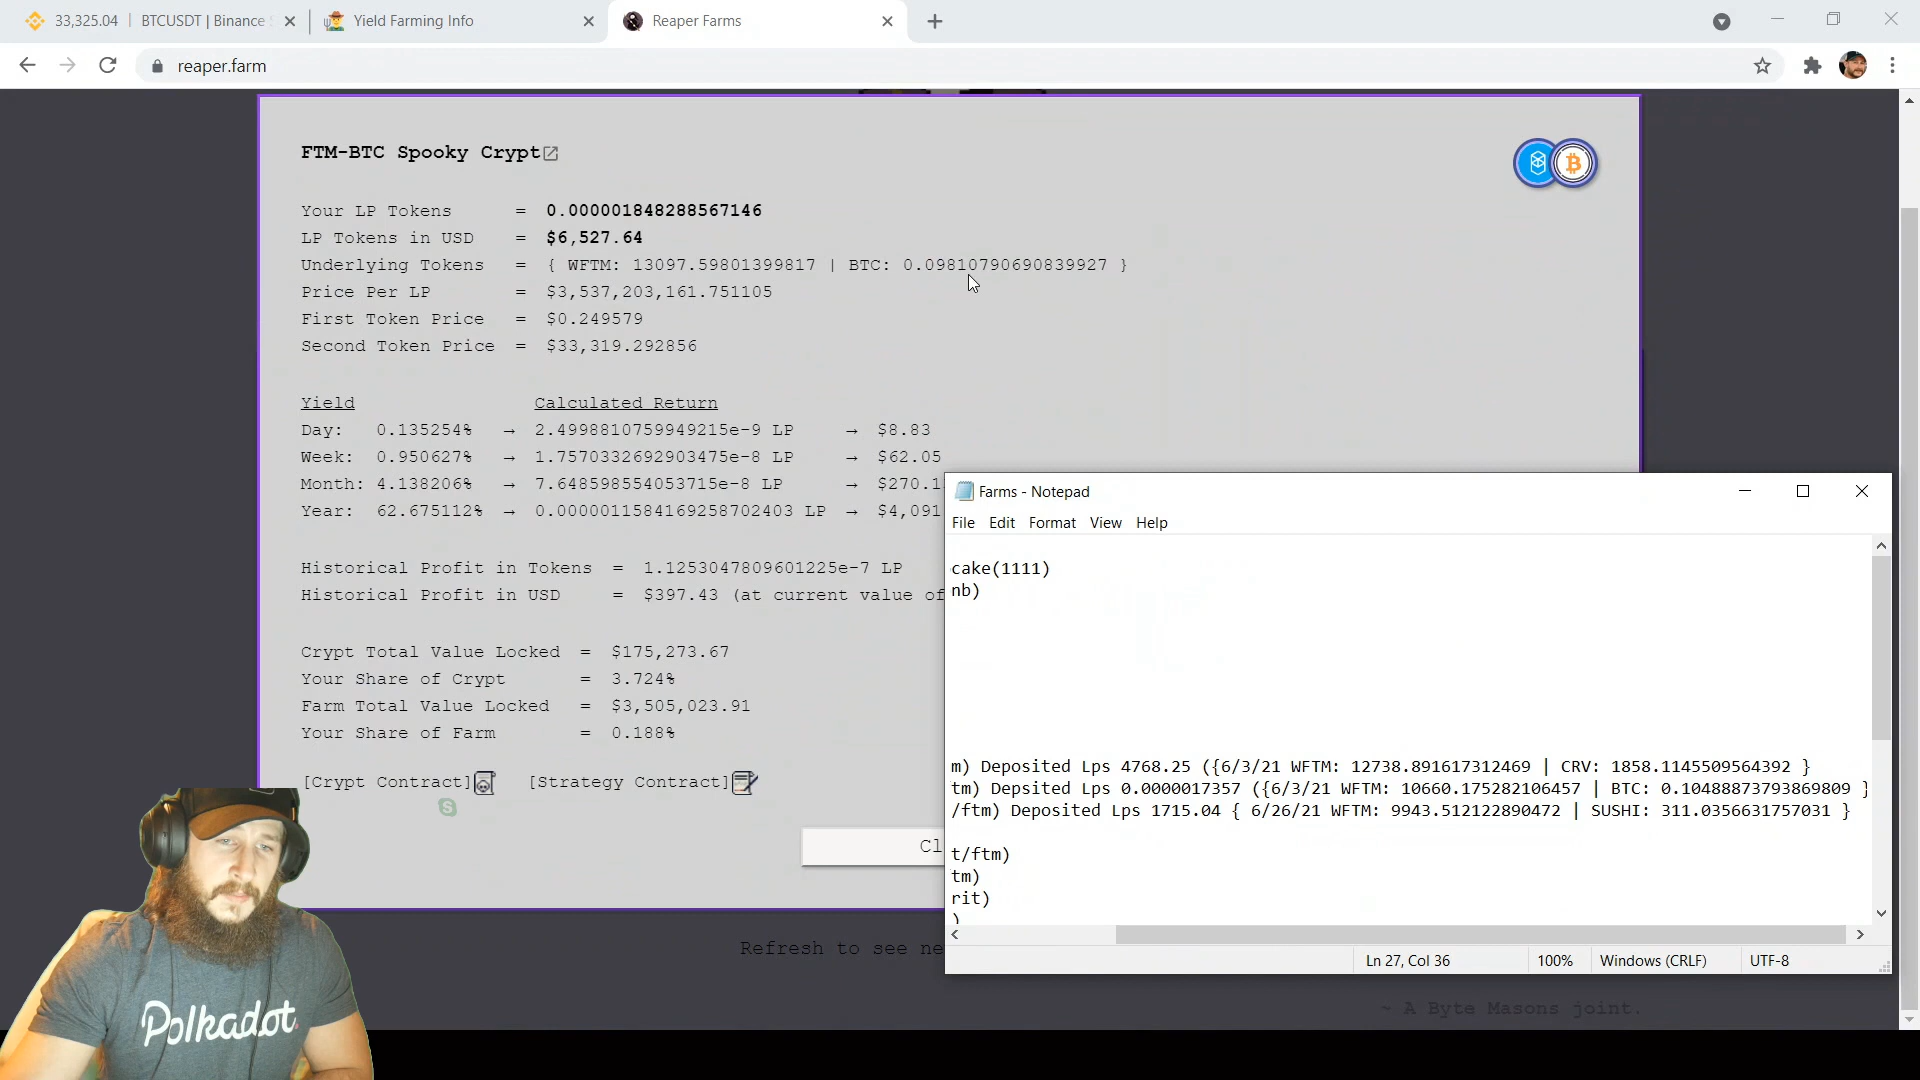 33,325.04 | BTCUSDT | Binance S
Yield Farming Info
Reaper Farms
reaper.farm
FTM-BTC Spooky Crypt
Your LP Tokens = 0.000001848288567146
LP Tokens in USD = $6,527.64
Underlying Tokens = { WFTM: 13097.59801399817 | BTC: 0.09810790690839927 }
Price Per LP = $3,537,203,161.751105
First Token Price = $0.249579
Second Token Price = $33,319.292856
Yield Calculated Return
Day: 0.135254% → 2.4998810759949215e-9 LP → $8.83
Week: 0.950627% → 1.7570332692903475e-8 LP → $62.05
Month: 4.138206% → 7.648598554053715e-8 LP → $270.1
Year: 62.675112% → 0.0000011584169258702403 LP → $4,091
Historical Profit in Tokens = 1.1253047809601225e-7 LP
Historical Profit in USD = $397.43 (at current value of
Crypt Total Value Locked = $175,273.67
Your Share of Crypt = 3.724%
Farm Total Value Locked = $3,505,023.91
Your Share of Farm = 0.188%
[Crypt Contract] [Strategy Contract]
Cl
Refresh to see ne
~ A Byte Masons joint.
Farms - Notepad
File Edit Format View Help
cake(1111)
nb)
m) Deposited Lps 4768.25 ({6/3/21 WFTM: 12738.891617312469 | CRV: 1858.1145509564392 }
tm) Depsited Lps 0.0000017357 ({6/3/21 WFTM: 10660.175282106457 | BTC: 0.10488873793869809 }
/ftm) Deposited Lps 1715.04 { 6/26/21 WFTM: 9943.512122890472 | SUSHI: 311.0356631757031 }
t/ftm)
tm)
rit)
)
Ln 27, Col 36 100% Windows (CRLF) UTF-8
Polkadot